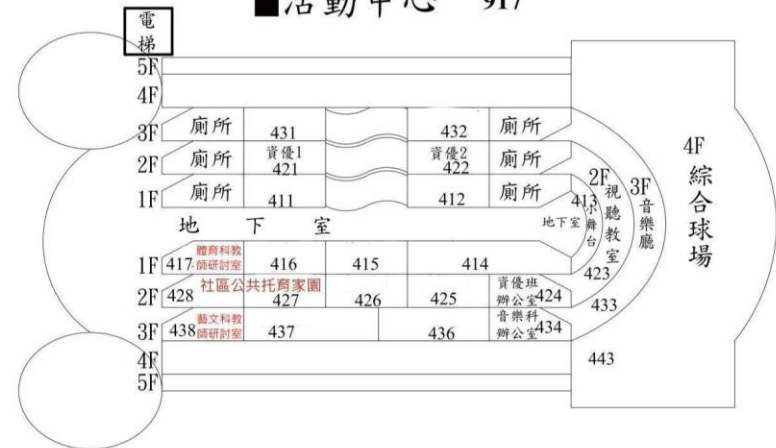 ■活動中心 917
電梯
5F
4F
3F 廁所 431 432 廁所
2F 廁所 資優1 421 資優2 422 廁所
1F 廁所 411 412 廁所
地下室
地下室
413
小舞台
2F 視聽教室
423
3F 音樂廳
433
4F 綜合球場
443
1F 417 體育科教師研討室 416 415 414
2F 428 社區公共托育家園 427 426 425 資優班辦公室 424
3F 438 藝文科教師研討室 437 436 音樂科辦公室 434
4F
5F